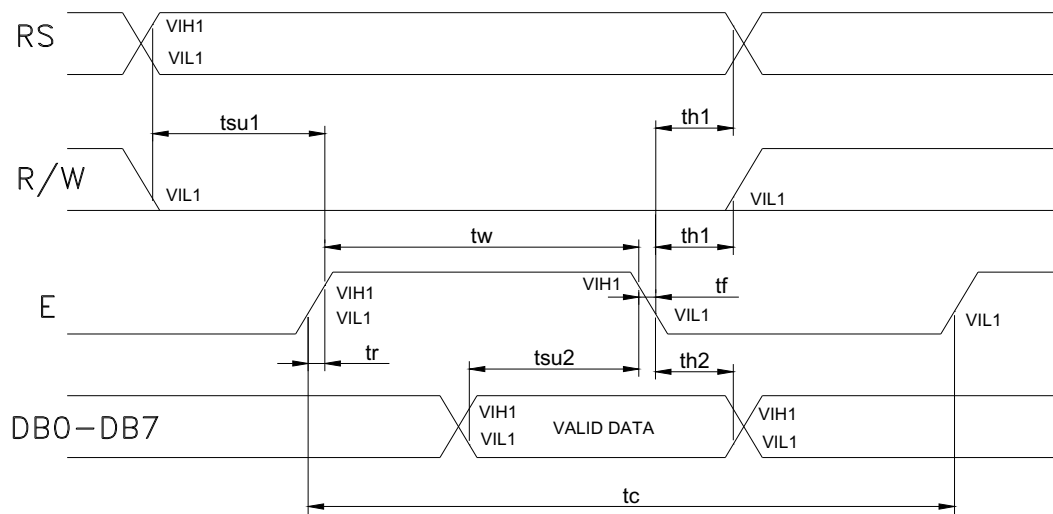 RS
VIH1
VIL1
tsu1
th1
R/W
VIL1
VIL1
tw
th1
E
VIH1
VIL1
VIH1
tf
VIL1
VIL1
tr
tsu2
th2
DB0-DB7
VIH1
VIL1
VALID DATA
VIH1
VIL1
tc